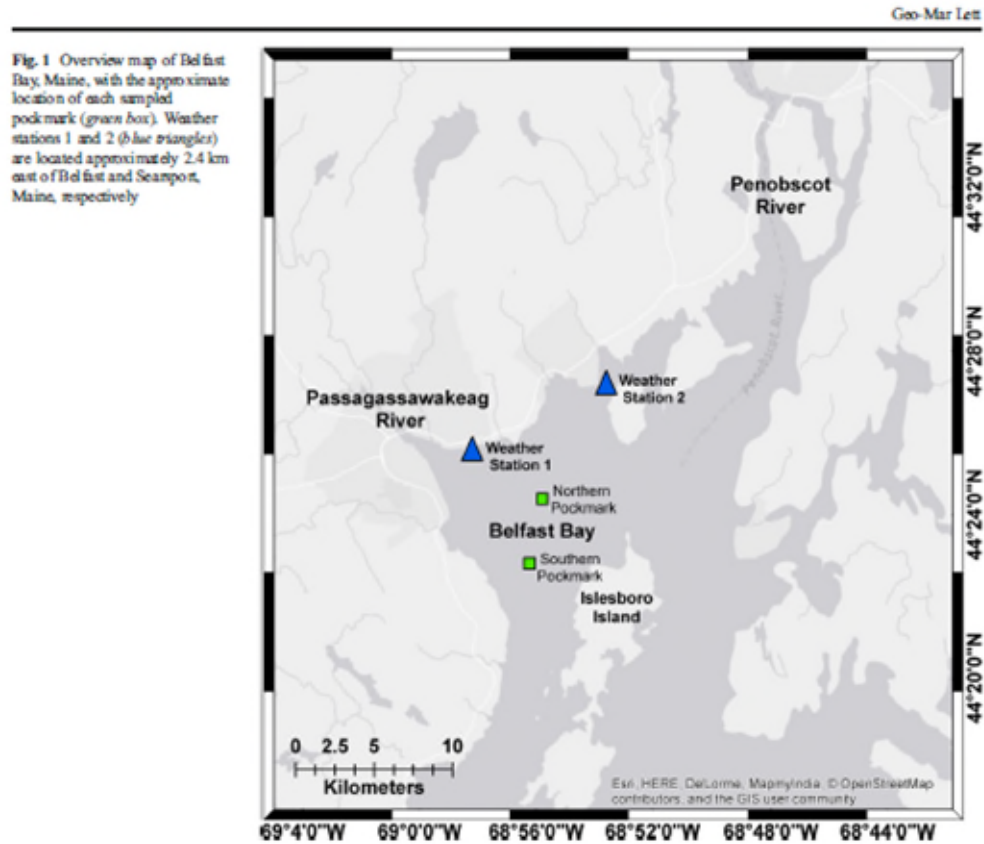 Geo-Mar Lett
Fig. 1 Overview map of Belfast
Bay, Maine, with the approximate
location of each sampled
pockmark (green box). Weather
stations 1 and 2 (blue triangles)
are located approximately 2.4 km
east of Belfast and Searsport,
Maine, respectively
Penobscot
River
44°32'0"N
Penobscot River
44°28'0"N
Weather
Station 2
Passagassawakeag
River
Weather
Station 1
Northern
Pockmark
44°24'0"N
Belfast Bay
Southern
Pockmark
Islesboro
Island
44°20'0"N
0 2.5 5 10
Kilometers
Esri, HERE, DeLorme, MapmyIndia, © OpenStreetMap
contributors, and the GIS user community
69°4'0"W 69°0'0"W 68°56'0"W 68°52'0"W 68°48'0"W 68°44'0"W